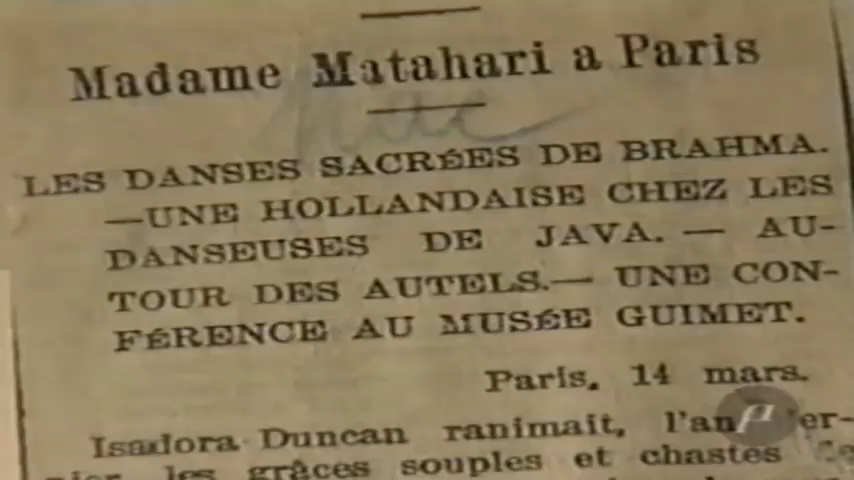 Madame Matahari a Paris
LES DANSES SACRÉES DE BRAHMA.
—UNE HOLLANDAISE CHEZ LES
DANSEUSES DE JAVA. — AU-
TOUR DES AUTELS.— UNE CON-
FÉRENCE AU MUSÉE GUIMET.
Paris, 14 mars.
Isadora Duncan ranimait,
les grâces souples et chastes